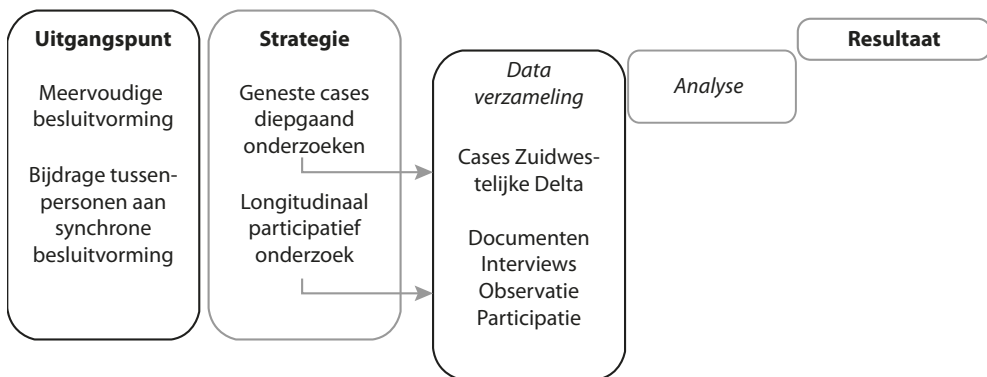 Uitgangspunt
Meervoudige
besluitvorming
Bijdrage tussen-
personen aan
synchrone
besluitvorming
Strategie
Geneste cases
diepgaand
onderzoeken
Longitudinaal
participatief
onderzoek
Data
verzameling
Cases Zuidwes-
telijke Delta
Documenten
Interviews
Observatie
Participatie
Analyse
Resultaat